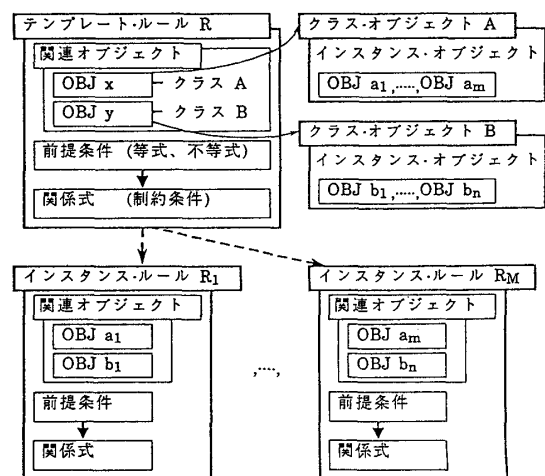 テンプレート・ルール R
関連オブジェクト
OBJ x
クラス A
OBJ y
クラス B
前提条件 (等式、不等式)
関係式 (制約条件)
クラス・オブジェクト A
インスタンス・オブジェクト
OBJ a1,.....,OBJ am
クラス・オブジェクト B
インスタンス・オブジェクト
OBJ b1,.....,OBJ bn
インスタンス・ルール R1
関連オブジェクト
OBJ a1
OBJ b1
前提条件
関係式
,....,
インスタンス・ルール RM
関連オブジェクト
OBJ am
OBJ bn
前提条件
関係式